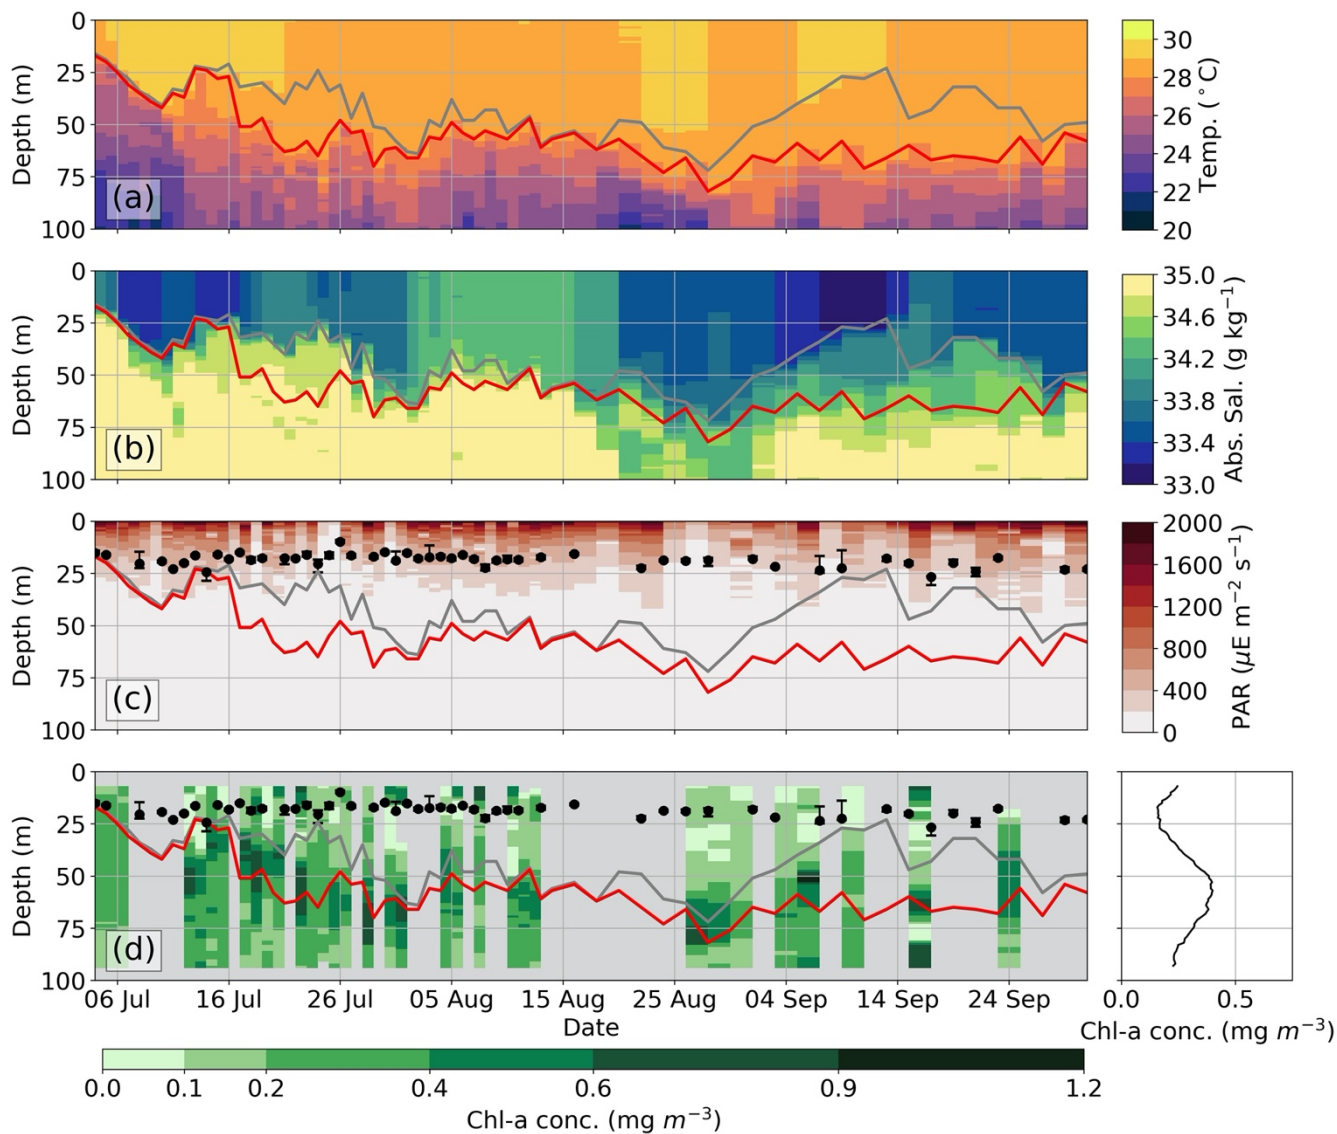 0
25
50
75
100
Depth (m)
(a)
30
28
26
24
22
20
Temp. (°C)
0
25
50
75
100
Depth (m)
(b)
35.0
34.6
34.2
33.8
33.4
33.0
Abs. Sal. (g kg⁻¹)
0
25
50
75
100
Depth (m)
(c)
2000
1600
1200
800
400
0
PAR (μE m⁻² s⁻¹)
0
25
50
75
100
Depth (m)
(d)
06 Jul 16 Jul 26 Jul 05 Aug 15 Aug 25 Aug 04 Sep 14 Sep 24 Sep
Date
0.0 0.5
Chl-a conc. (mg m⁻³)
0.0 0.1 0.2 0.4 0.6 0.9 1.2
Chl-a conc. (mg m⁻³)